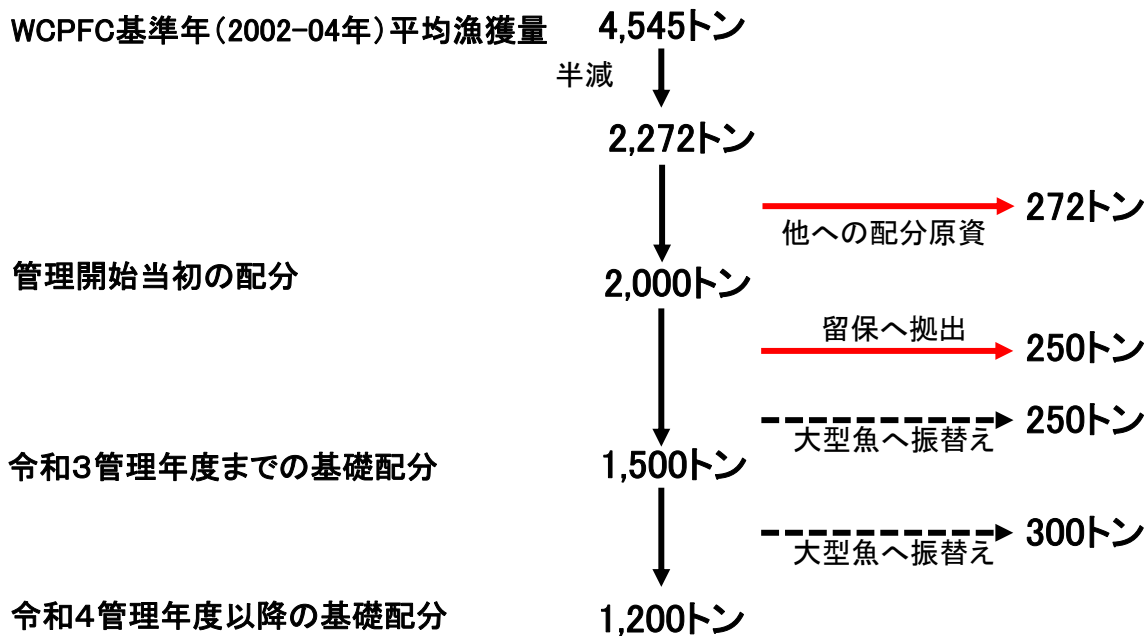 WCPFC基準年(2002-04年)平均漁獲量 4,545トン
半減
2,272トン
272トン
他への配分原資
管理開始当初の配分 2,000トン
留保へ拠出
250トン
250トン
大型魚へ振替え
令和3管理年度までの基礎配分 1,500トン
300トン
大型魚へ振替え
令和4管理年度以降の基礎配分 1,200トン